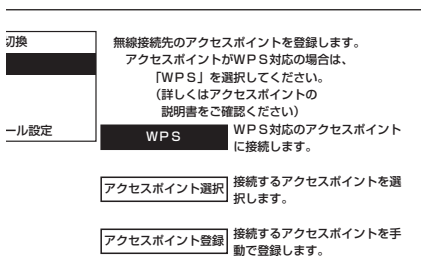 切換
無線接続先のアクセスポイントを登録します。
アクセスポイントがWPS対応の場合は、
「WPS」を選択してください。
（詳しくはアクセスポイントの
説明書をご確認ください）
ール設定
WPS
WPS対応のアクセスポイント
に接続します。
アクセスポイント選択
接続するアクセスポイントを選
択します。
アクセスポイント登録
接続するアクセスポイントを手
動で登録します。